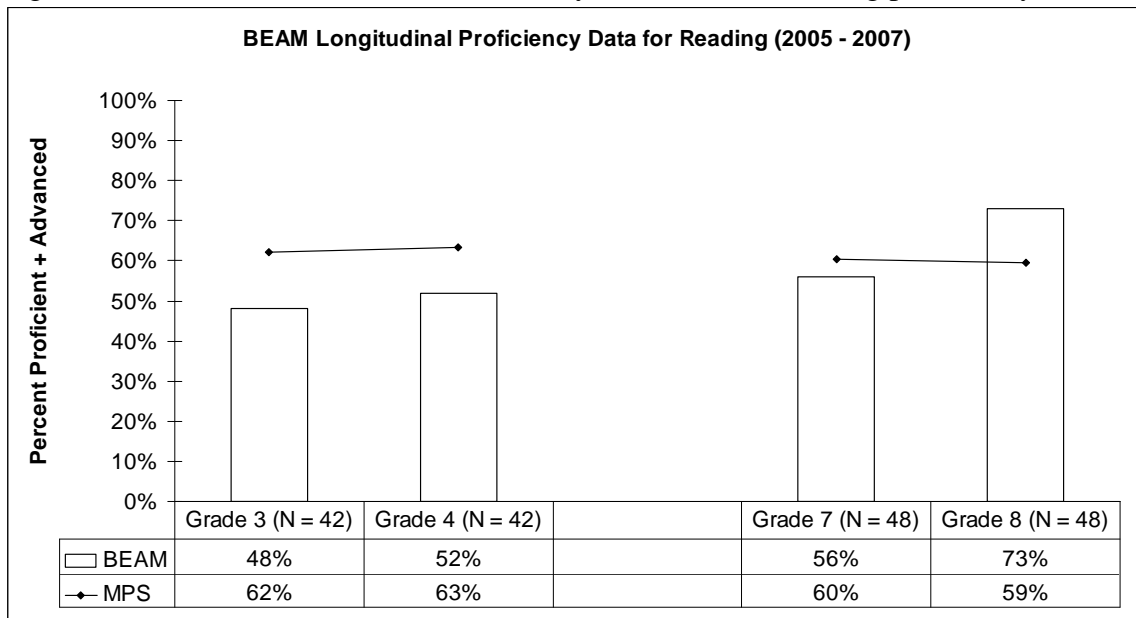 BEAM Longitudinal Proficiency Data for Reading (2005 - 2007)
Percent Proficient + Advanced
100%
90%
80%
70%
60%
50%
40%
30%
20%
10%
0%
Grade 3 (N = 42) Grade 4 (N = 42) Grade 7 (N = 48) Grade 8 (N = 48)
BEAM 48% 52% 56% 73%
MPS 62% 63% 60% 59%